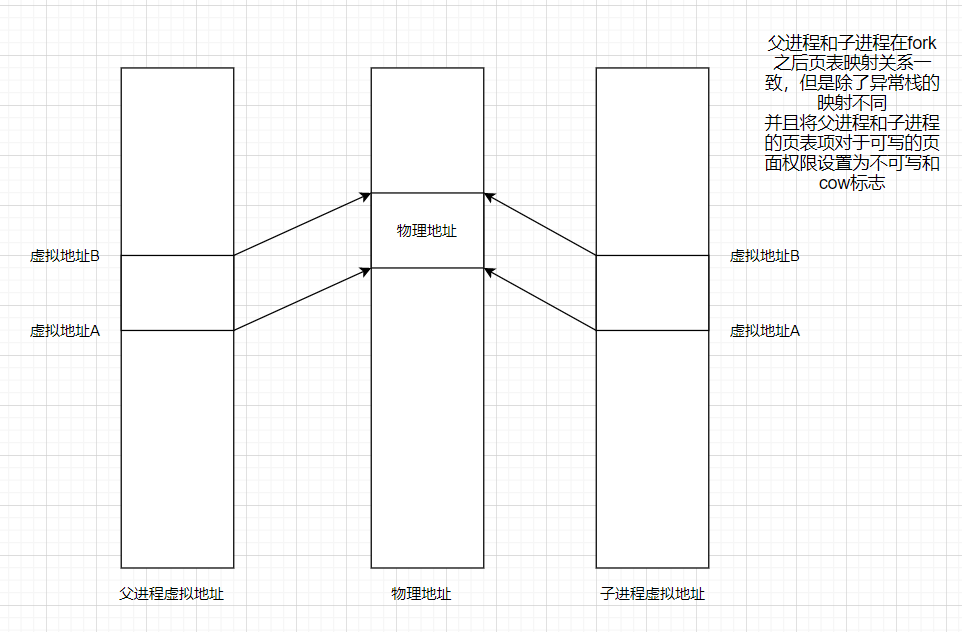 父进程和子进程在fork
之后页表映射关系一
致，但是除了异常栈的
映射不同
并且将父进程和子进程
的页表项对于可写的页
面权限设置为不可写和
cow标志
物理地址
虚拟地址B
虚拟地址B
虚拟地址A
虚拟地址A
父进程虚拟地址
物理地址
子进程虚拟地址